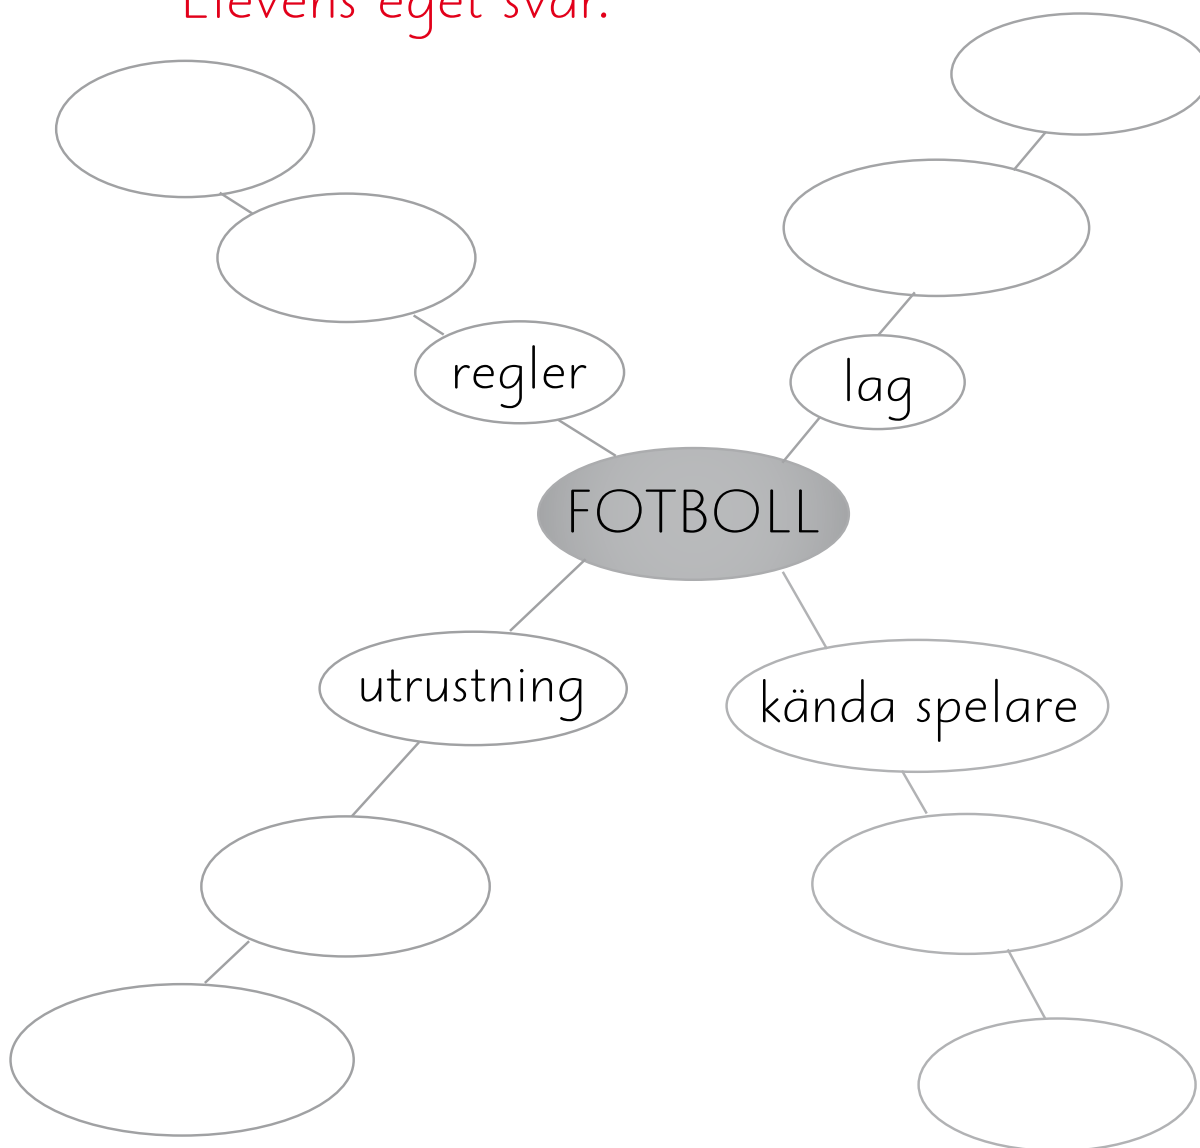 Elevens eget svar.
regler
lag
FOTBOLL
utrustning
kända spelare